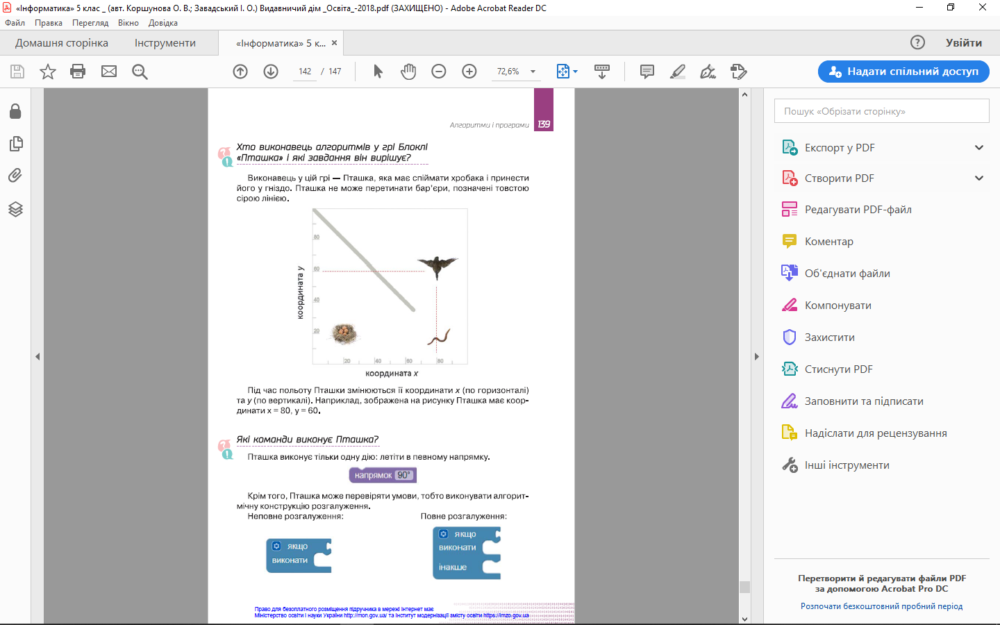 «Інформатика» 5 клас _ (авт. Коршунова О. В.; Завадський І. О.) Видавничий дім _Освіта_-2018.pdf (ЗАХИЩЕНО) - Adobe Acrobat Reader DC
Файл Правка Перегляд Вікно Довідка
Домашня сторінка Інструменти «Інформатика» 5 к... Увійти
142 / 147 72,6% Надати спільний доступ
Алгоритми і програми 139
Хто виконавець алгоритмів у грі Блоклі
«Пташка» і які завдання він вирішує?
Виконавець у цій грі — Пташка, яка має спіймати хробака і принести
його у гніздо. Пташка не може перетинати бар'єри, позначені товстою
сірою лінією.
80
60
40
20
координата y
20 40 60 80
координата x
Під час польоту Пташки змінюються її координати x (по горизонталі)
та y (по вертикалі). Наприклад, зображена на рисунку Пташка має коор-
динати x = 80, y = 60.
Які команди виконує Пташка?
Пташка виконує тільки одну дію: летіти в певному напрямку.
напрямок 90°
Крім того, Пташка може перевіряти умови, тобто виконувати алгорит-
мічну конструкцію розгалуження.
Неповне розгалуження: Повне розгалуження:
якщо
виконати
якщо
виконати
інакше
Право для безоплатного розміщення підручника в мережі Інтернет має
Міністерство освіти і науки України http://mon.gov.ua/ та Інститут модернізації змісту освіти https://imzo.gov.ua
Пошук «Обрізати сторінку»
Експорт у PDF
Створити PDF
Редагувати PDF-файл
Коментар
Об'єднати файли
Компонувати
Захистити
Стиснути PDF
Заповнити та підписати
Надіслати для рецензування
Інші інструменти
Перетворити й редагувати файли PDF
за допомогою Acrobat Pro DC
Розпочати безкоштовний пробний період